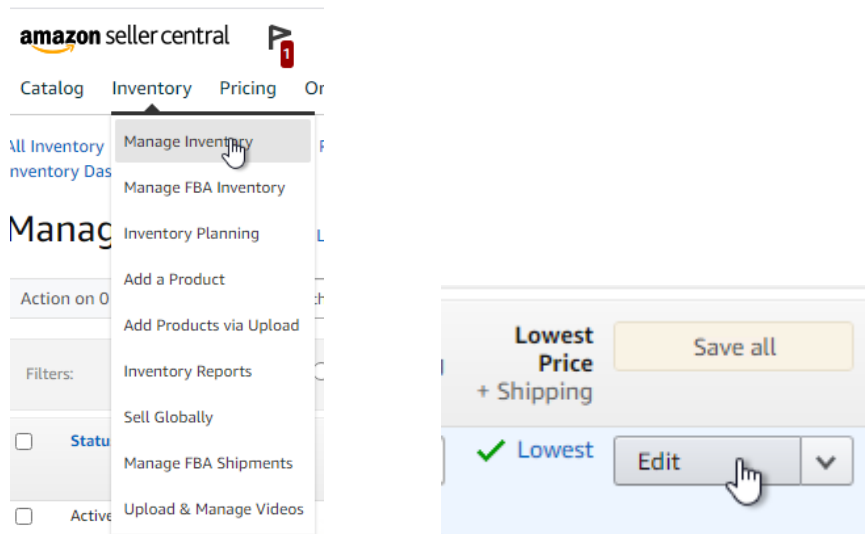 amazon seller central
1
Catalog Inventory Pricing Or
All Inventory
nventory Das
Manage Inventory
Manage FBA Inventory
Manag
Inventory Planning
L
Add a Product
Action on 0
Add Products via Upload
Filters:
Inventory Reports
Sell Globally
Statu
Manage FBA Shipments
Active
Upload & Manage Videos
Lowest
Price
+ Shipping
Save all
Lowest
Edit